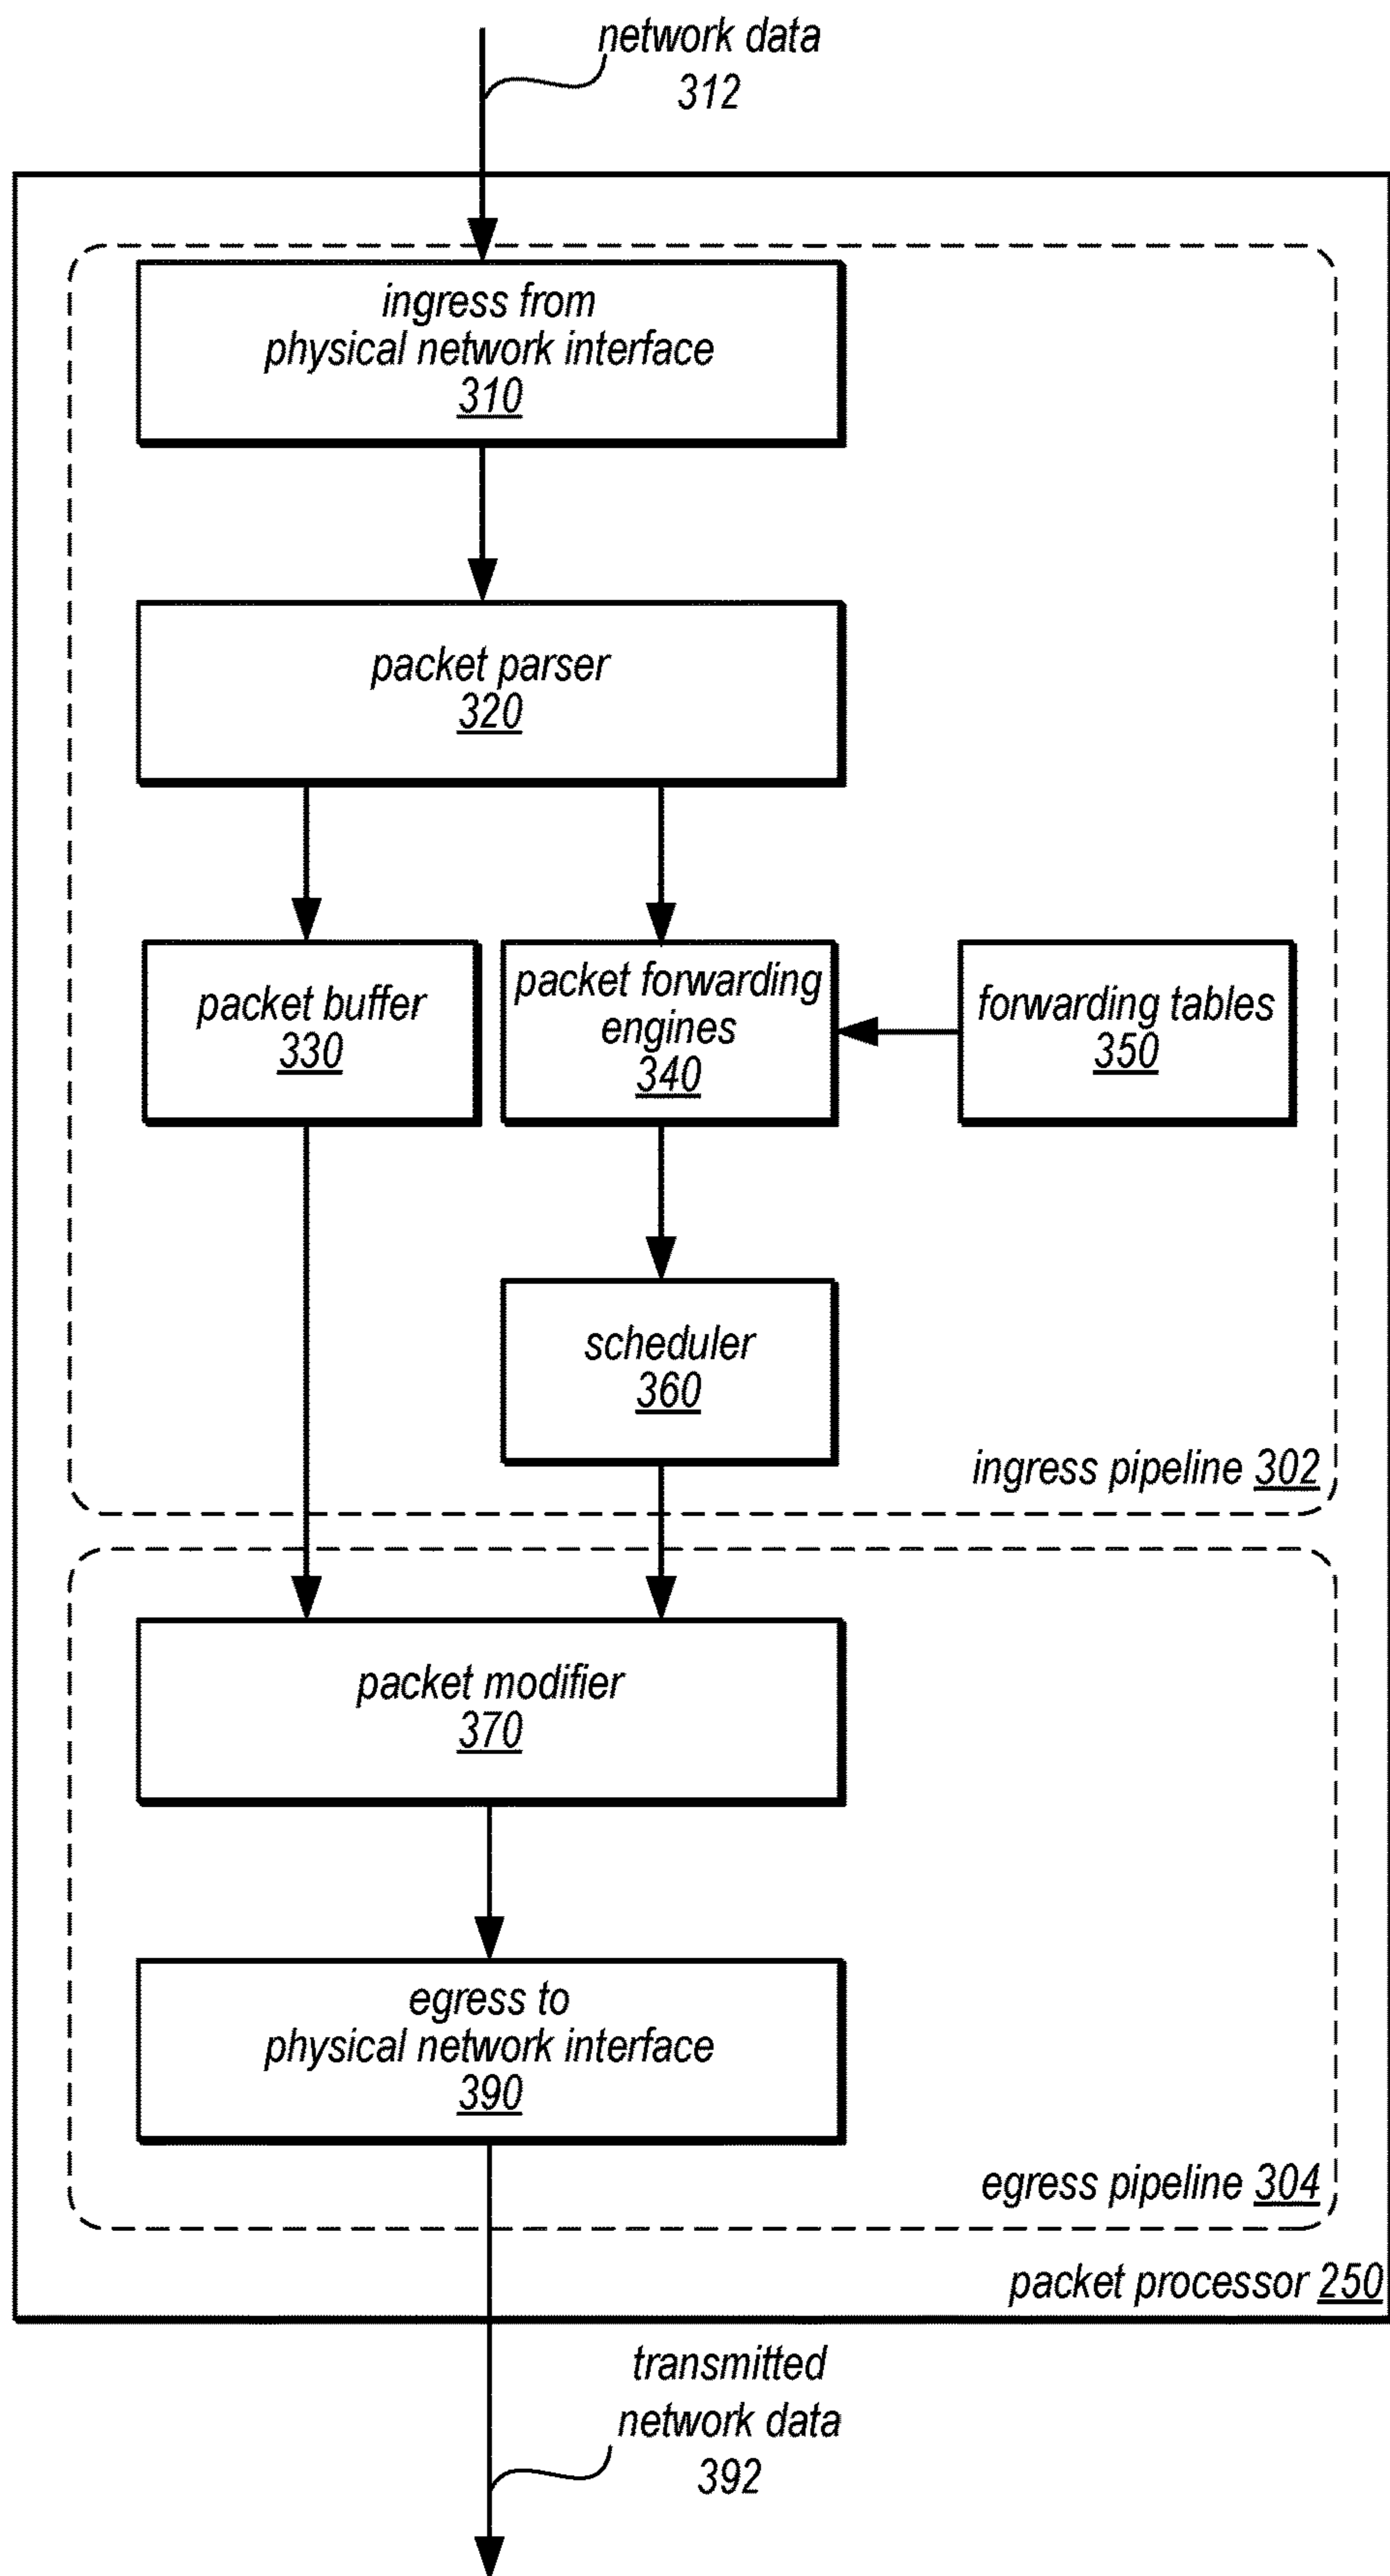 network data
312
ingress from
physical network interface
310
packet parser
320
packet buffer
330
packet forwarding
engines
340
forwarding tables
350
scheduler
360
ingress pipeline 302
packet modifier
370
egress to
physical network interface
390
egress pipeline 304
packet processor 250
transmitted
network data
392